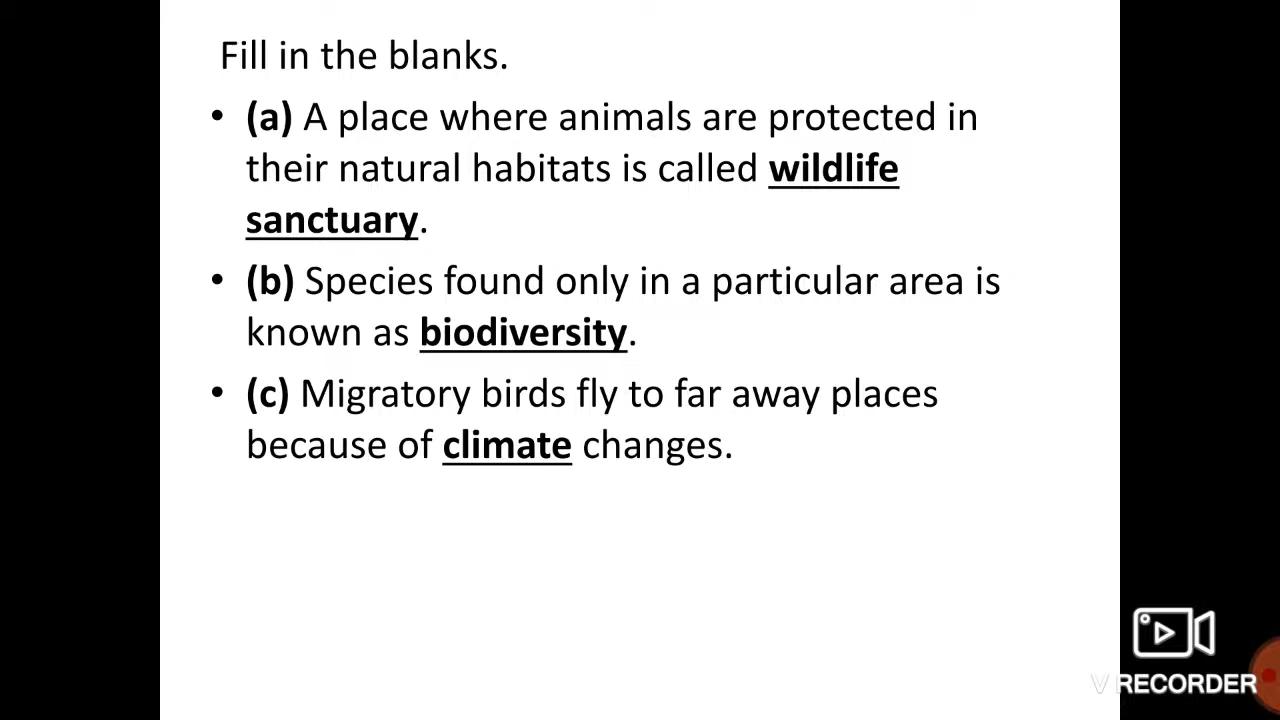 Fill in the blanks.
• (a) A place where animals are protected in
their natural habitats is called wildlife
sanctuary.
• (b) Species found only in a particular area is
known as biodiversity.
• (c) Migratory birds fly to far away places
because of climate changes.
V RECORDER